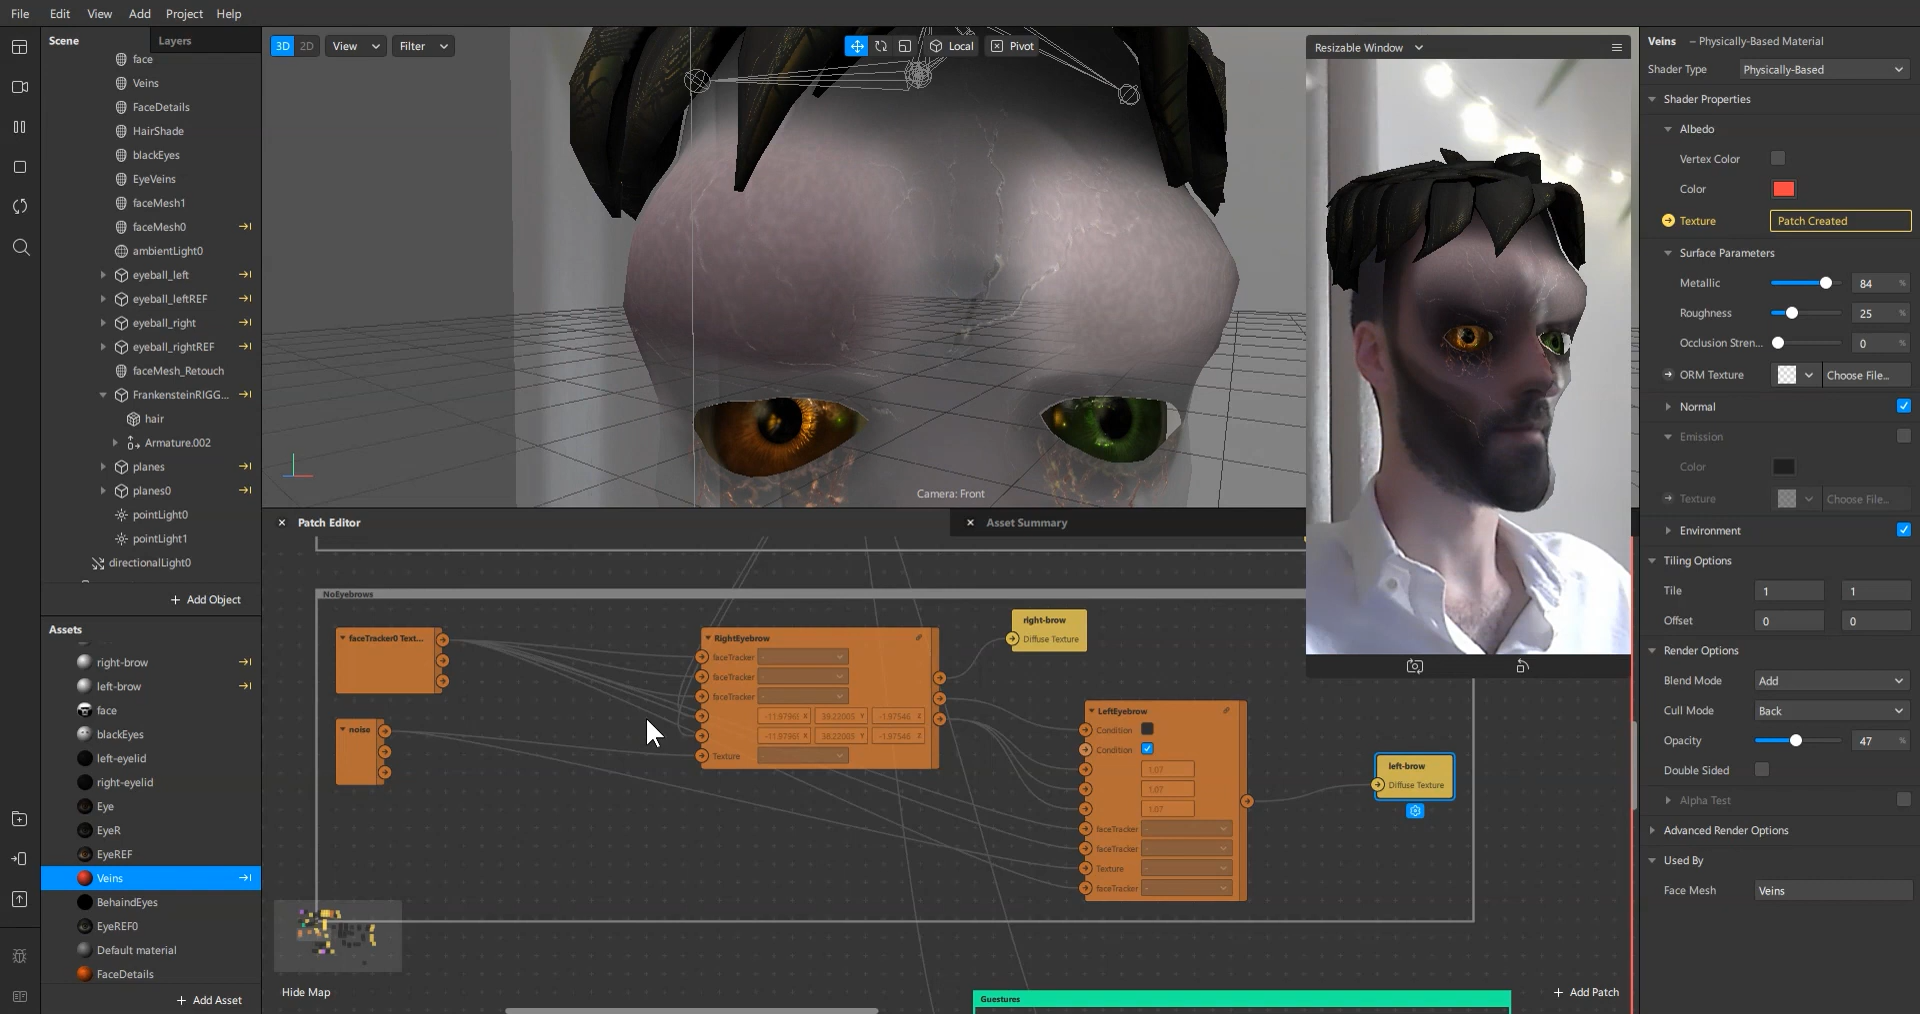 File Edit View Add Project Help
Scene Layers
face
Veins
FaceDetails
HairShade
blackEyes
EyeVeins
faceMesh1
faceMesh0
ambientLight0
eyeball_left
eyeball_leftREF
eyeball_right
eyeball_rightREF
faceMesh_Retouch
FrankensteinRIGG...
hair
Armature.002
planes
planes0
pointLight0
pointLight1
directionalLight0
+ Add Object
Assets
right-brow
left-brow
face
blackEyes
left-eyelid
right-eyelid
Eye
EyeR
EyeREF
Veins
BehaindEyes
EyeREF0
Default material
FaceDetails
+ Add Asset
3D 2D View Filter Local Pivot
Camera: Front
Resizable Window
Patch Editor Asset Summary
NoEyebrows
faceTracker0 Text...
noise
RightEyebrow
faceTracker
faceTracker
faceTracker
38.22005 Y -1.97546 Z
38.22005 Y -1.97546 Z
Texture
right-brow
Diffuse Texture
LeftEyebrow
Condition
Condition
1.07
1.07
1.07
faceTracker
faceTracker
Texture
faceTracker
left-brow
Diffuse Texture
Hide Map
Guestures
+ Add Patch
Veins – Physically-Based Material
Shader Type Physically-Based
Shader Properties
Albedo
Vertex Color
Color
Texture Patch Created
Surface Parameters
Metallic 84 %
Roughness 25 %
Occlusion Stren... 0 %
ORM Texture Choose File...
Normal
Emission
Color
Texture Choose File...
Environment
Tiling Options
Tile 1 1
Offset 0 0
Render Options
Blend Mode Add
Cull Mode Back
Opacity 47 %
Double Sided
Alpha Test
Advanced Render Options
Used By
Face Mesh Veins